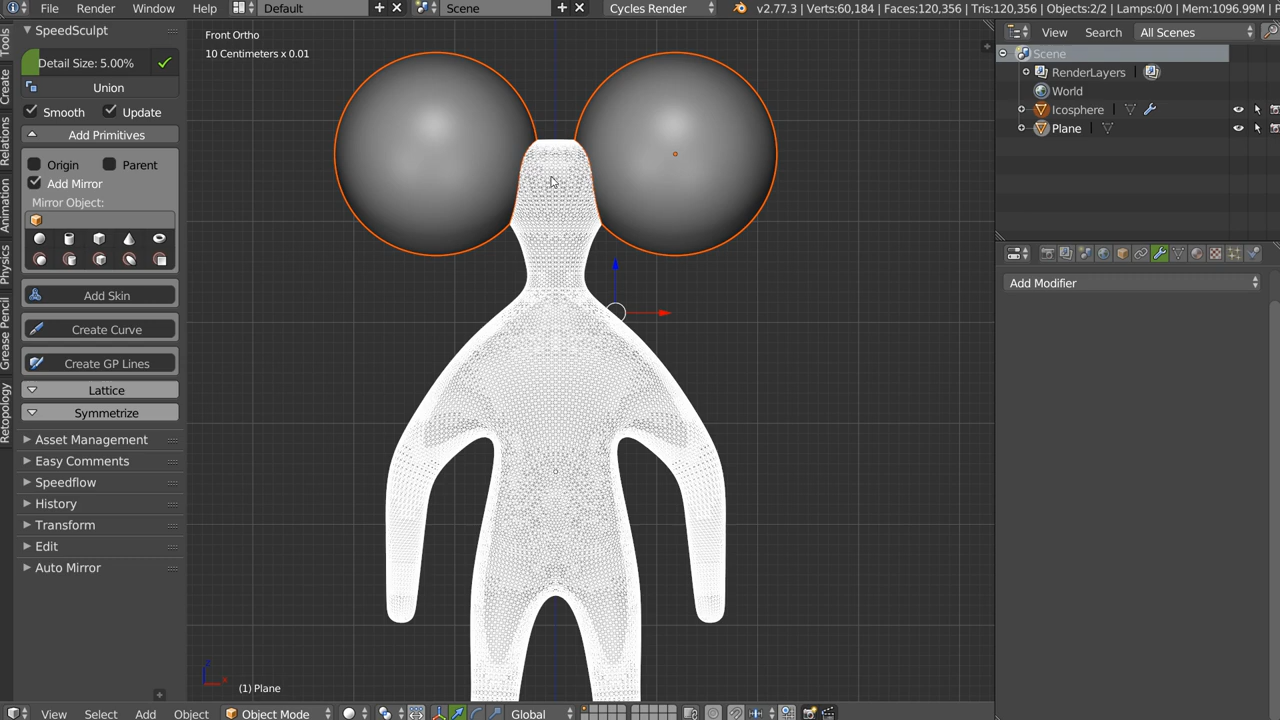 File Render Window Help Default Scene Cycles Render v2.77.3 | Verts:60,184 | Faces:120,356 | Tris:120,356 | Objects:2/2 | Lamps:0/0 | Mem:1096.99M | P
SpeedSculpt
Detail Size: 5.00%
Union
Smooth Update
Add Primitives
Origin Parent
Add Mirror
Mirror Object:
Add Skin
Create Curve
Create GP Lines
Lattice
Symmetrize
Asset Management
Easy Comments
Speedflow
History
Transform
Edit
Auto Mirror
Tools
Create
Relations
Animation
Physics
Grease Pencil
Retopology
Front Ortho
10 Centimeters x 0.01
(1) Plane
View Search All Scenes
Scene
RenderLayers
World
Icosphere
Plane
Add Modifier
View Select Add Object Object Mode Global